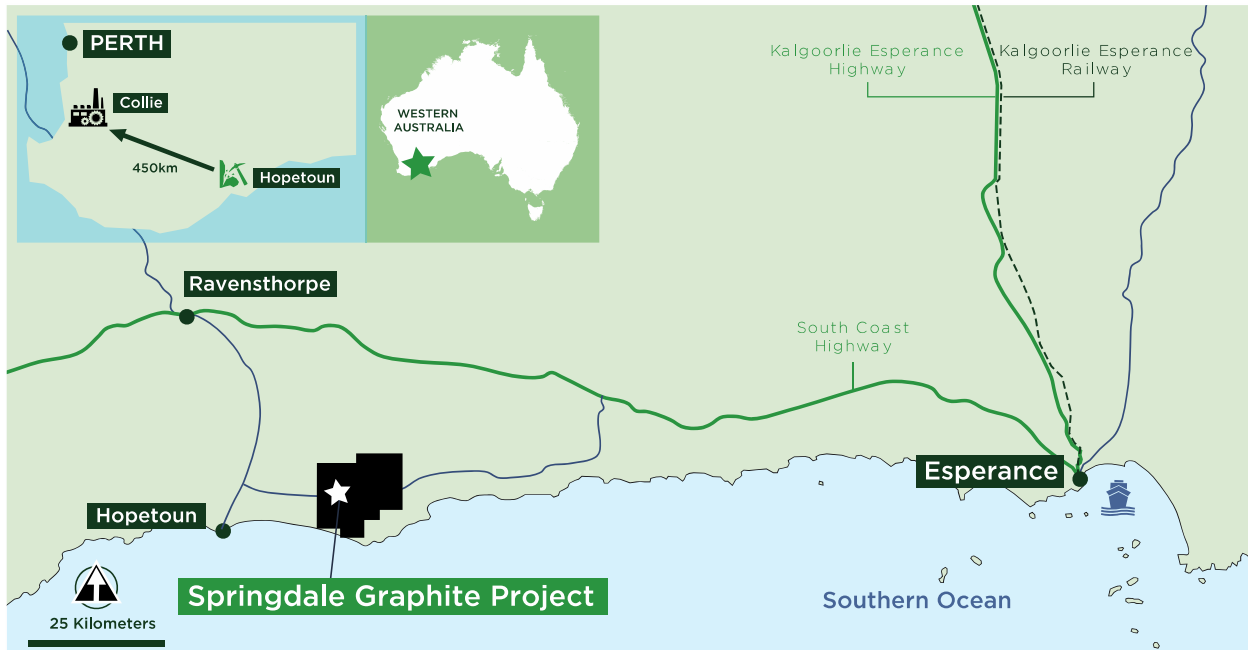 PERTH
Collie
450km
Hopetoun
WESTERN
AUSTRALIA
Kalgoorlie Esperance
Highway
Kalgoorlie Esperance
Railway
Ravensthorpe
South Coast
Highway
Esperance
Hopetoun
Springdale Graphite Project
Southern Ocean
25 Kilometers